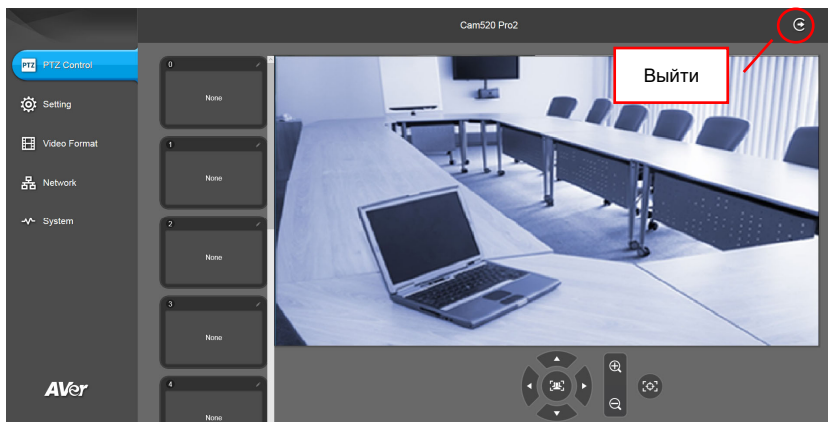 Cam520 Pro2
Выйти
PTZ PTZ Control
Setting
Video Format
Network
System
AVer
0
None
1
None
2
None
3
None
4
None